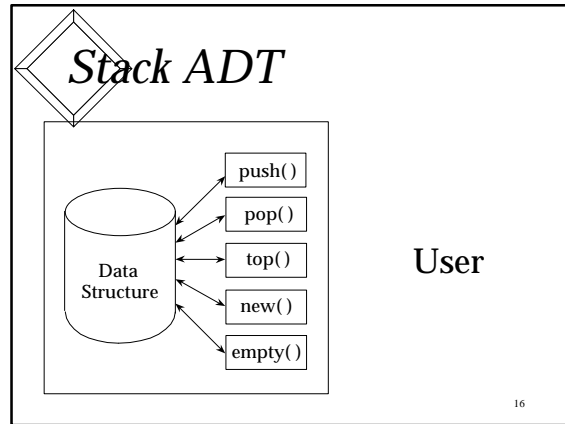 Stack ADT
push( )
pop( )
top( )
new( )
empty( )
Data
Structure
User
16